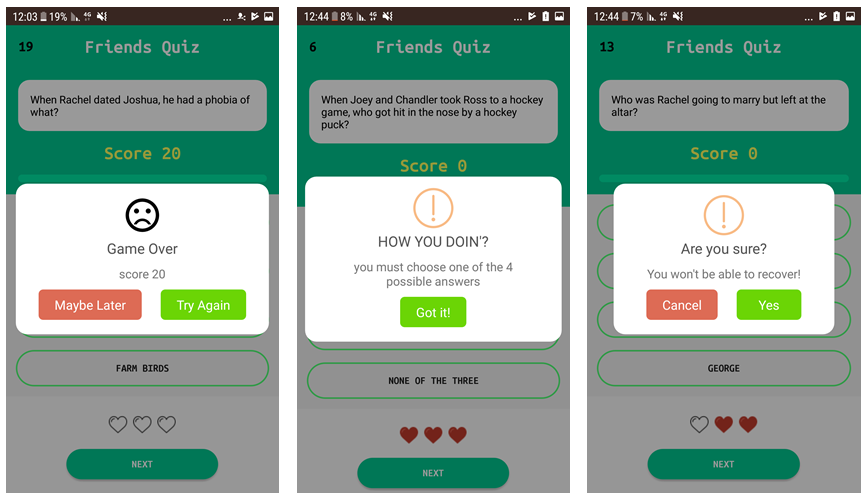 12:03 19% 4G ...
19
Friends Quiz
When Rachel dated Joshua, he had a phobia of
what?
Score 20
Game Over
score 20
Maybe Later
Try Again
FARM BIRDS
NEXT
12:44 8% 4G ...
6
Friends Quiz
When Joey and Chandler took Ross to a hockey
game, who got hit in the nose by a hockey
puck?
Score 0
HOW YOU DOIN'?
you must choose one of the 4
possible answers
Got it!
NONE OF THE THREE
NEXT
12:44 7% 4G ...
13
Friends Quiz
Who was Rachel going to marry but left at the
altar?
Score 0
Are you sure?
You won't be able to recover!
Cancel
Yes
GEORGE
NEXT